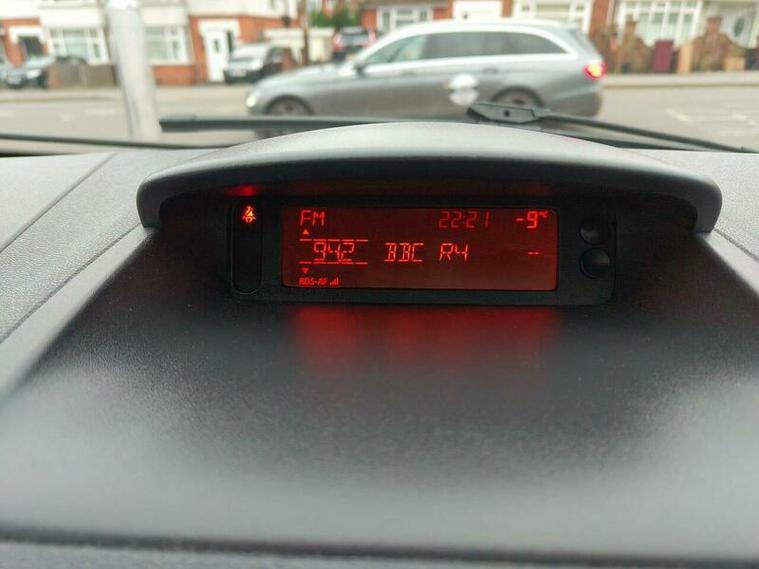 FM 22:21 -9°C
94.2 BBC R4 --
RDS-AF